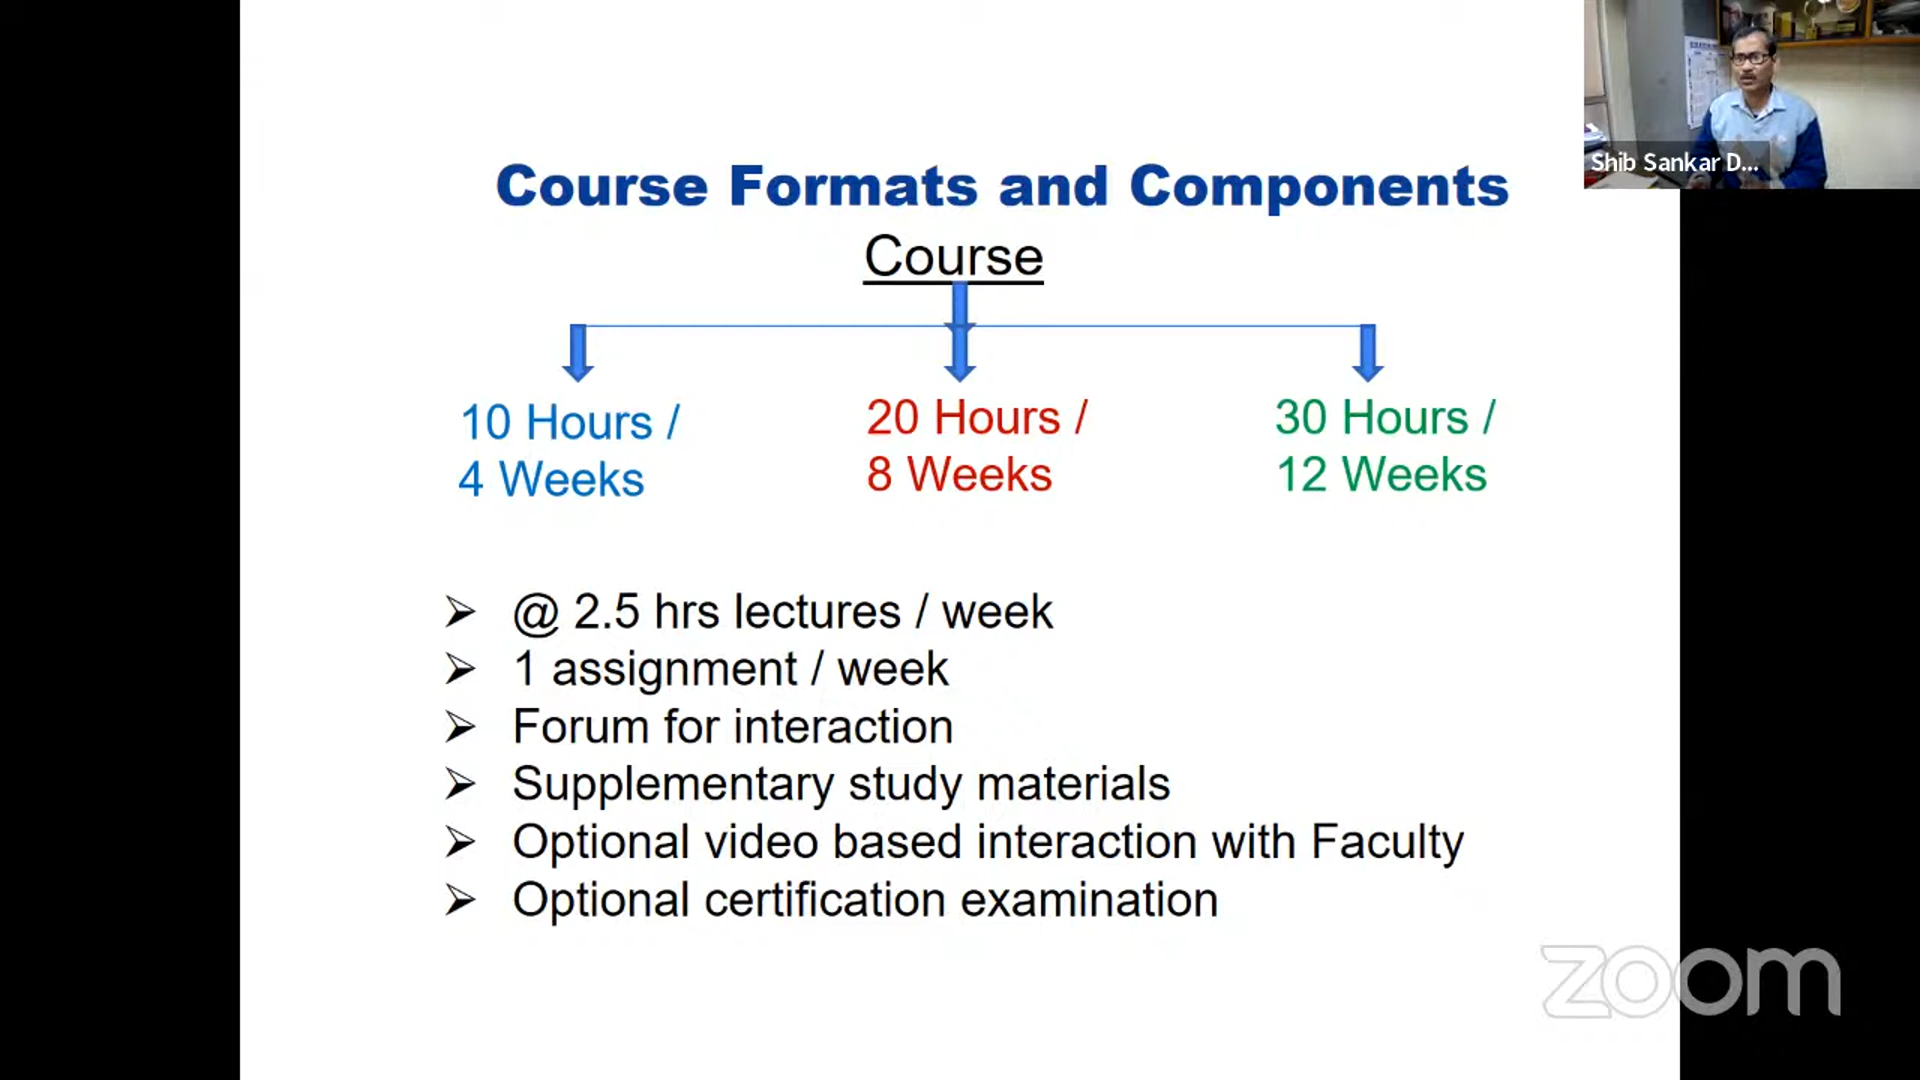 Course Formats and Components
Course
10 Hours /
4 Weeks
20 Hours /
8 Weeks
30 Hours /
12 Weeks
➢ @ 2.5 hrs lectures / week
➢ 1 assignment / week
➢ Forum for interaction
➢ Supplementary study materials
➢ Optional video based interaction with Faculty
➢ Optional certification examination
Shib Sankar D...
zoom